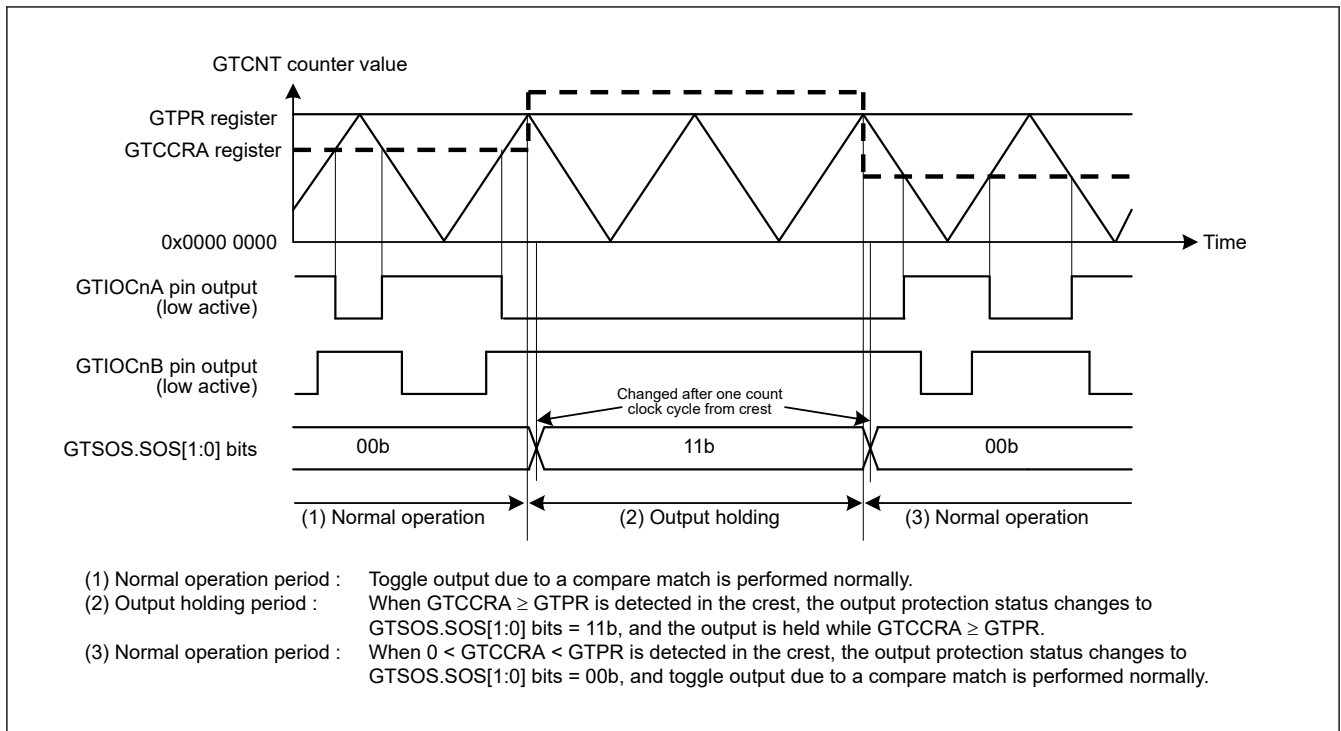 GTCNT counter value
GTPR register
GTCCRA register
0x0000 0000
Time
GTIOCnA pin output
(low active)
GTIOCnB pin output
(low active)
Changed after one count
clock cycle from crest
GTSOS.SOS[1:0] bits
00b
11b
00b
(1) Normal operation
(2) Output holding
(3) Normal operation
(1) Normal operation period : Toggle output due to a compare match is performed normally.
(2) Output holding period : When GTCCRA ≥ GTPR is detected in the crest, the output protection status changes to
GTSOS.SOS[1:0] bits = 11b, and the output is held while GTCCRA ≥ GTPR.
(3) Normal operation period : When 0 < GTCCRA < GTPR is detected in the crest, the output protection status changes to
GTSOS.SOS[1:0] bits = 00b, and toggle output due to a compare match is performed normally.